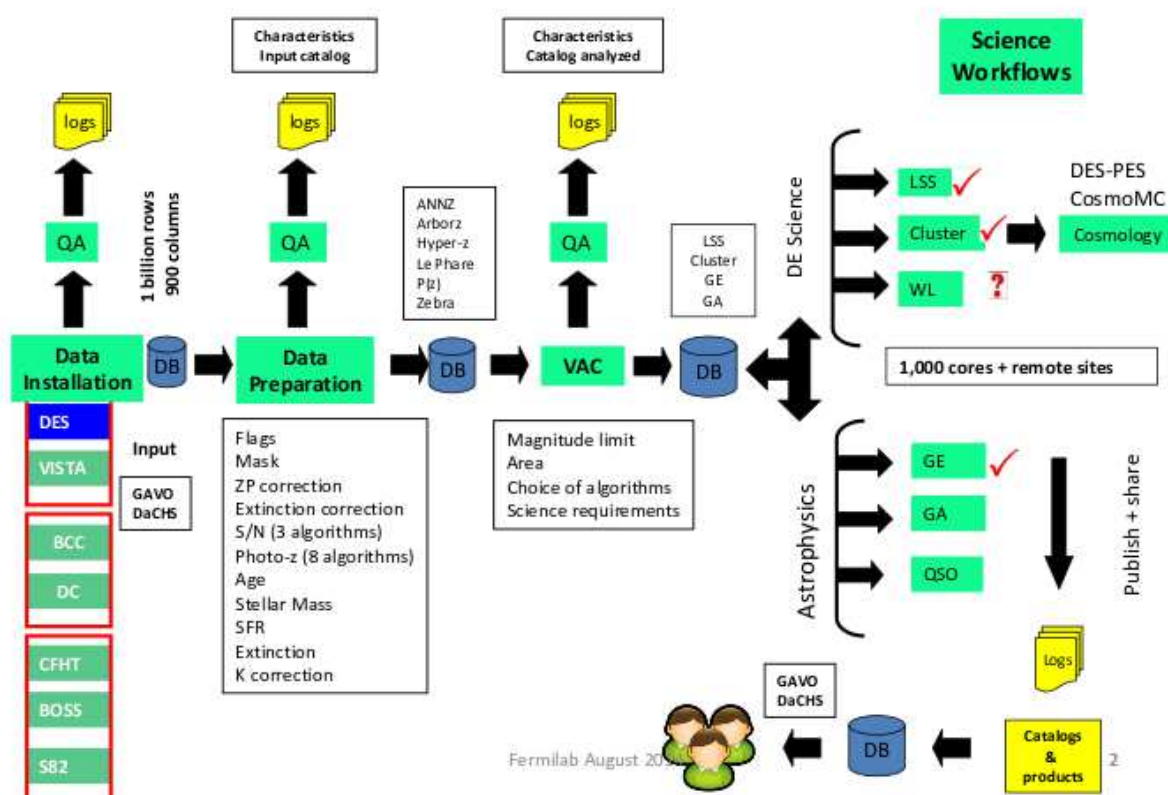 Characteristics
Input catalog
Characteristics
Catalog analyzed
Science
Workflows
logs
logs
logs
QA
QA
QA
1 billion rows
900 columns
ANNZ
Arborz
Hyper-z
Le Phare
P(z)
Zebra
LSS
Cluster
GE
GA
DE Science
LSS
Cluster
WL
?
DES-PES
CosmoMC
Cosmology
Data
Installation
DB
Data
Preparation
DB
VAC
DB
1,000 cores + remote sites
DES
VISTA
BCC
DC
CFHT
BOSS
S82
Input
GAVO
DaCHS
Flags
Mask
ZP correction
Extinction correction
S/N (3 algorithms)
Photo-z (8 algorithms)
Age
Stellar Mass
SFR
Extinction
K correction
Magnitude limit
Area
Choice of algorithms
Science requirements
Astrophysics
GE
GA
QSO
Publish + share
Logs
GAVO
DaCHS
DB
Catalogs
&
products
Fermilab August
2